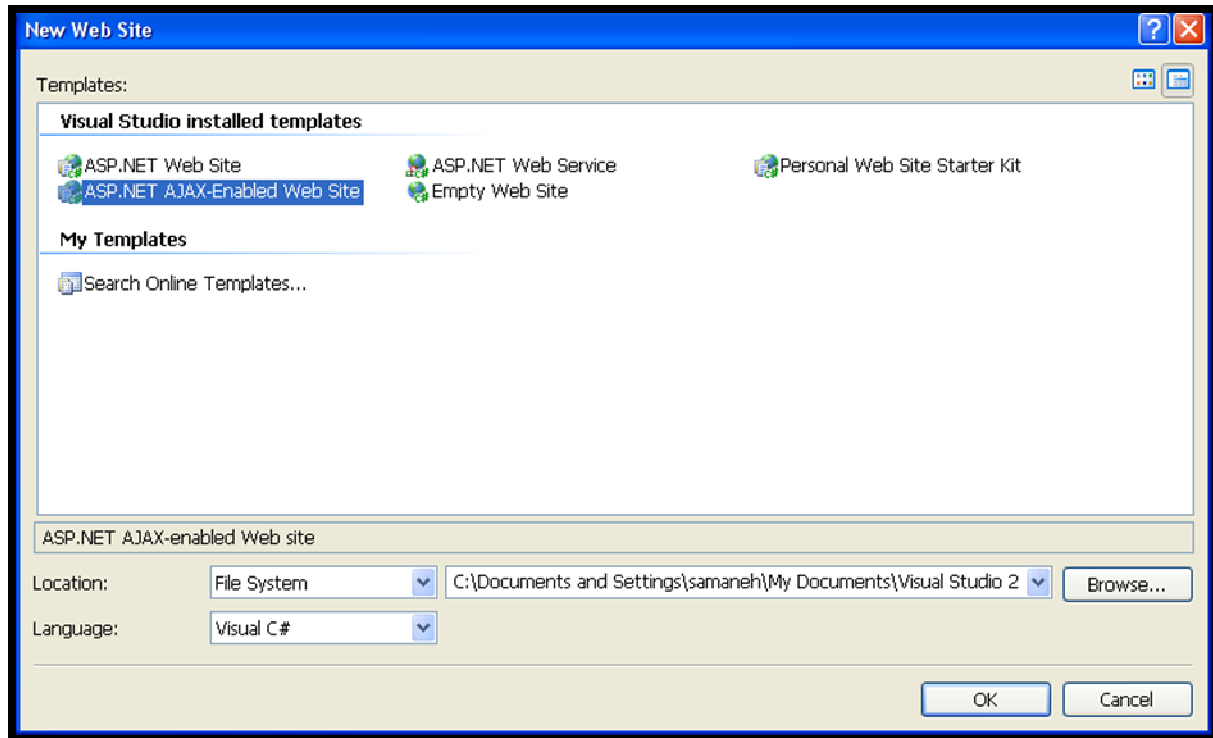 New Web Site
Templates:
Visual Studio installed templates
ASP.NET Web Site ASP.NET Web Service Personal Web Site Starter Kit
ASP.NET AJAX-Enabled Web Site Empty Web Site
My Templates
Search Online Templates...
ASP.NET AJAX-enabled Web site
Location: File System C:\Documents and Settings\samaneh\My Documents\Visual Studio 2 Browse...
Language: Visual C#
OK Cancel